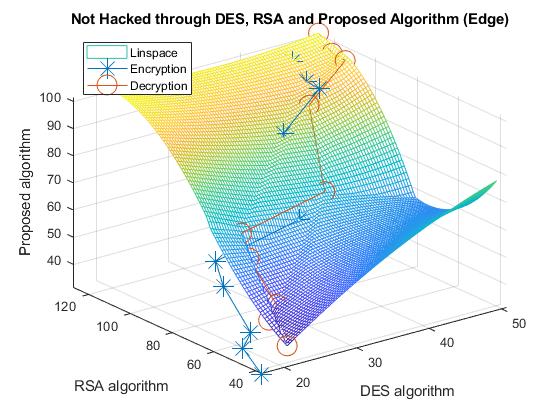 Not Hacked through DES, RSA and Proposed Algorithm (Edge)
Linspace
Encryption
Decryption
100
90
80
70
60
50
40
Proposed algorithm
120
100
80
60
40
RSA algorithm
20
30
40
50
DES algorithm